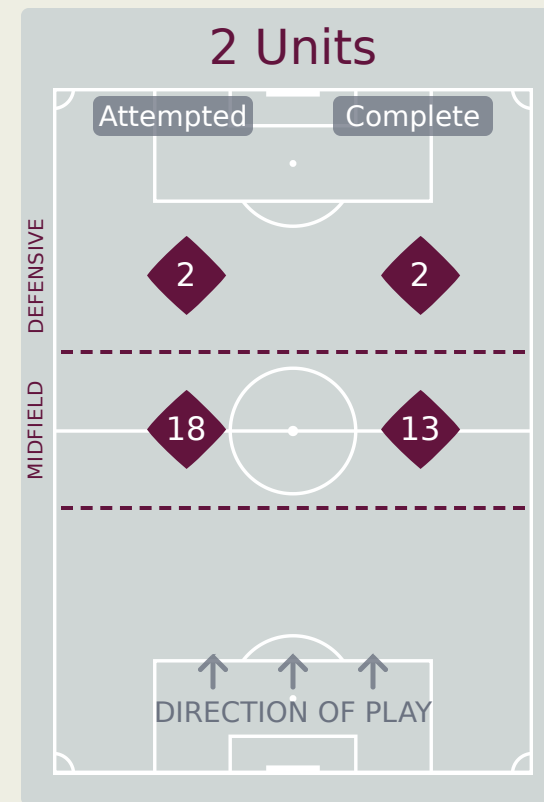 2 Units
Attempted Complete
DEFENSIVE
2 2
MIDFIELD
18 13
DIRECTION OF PLAY